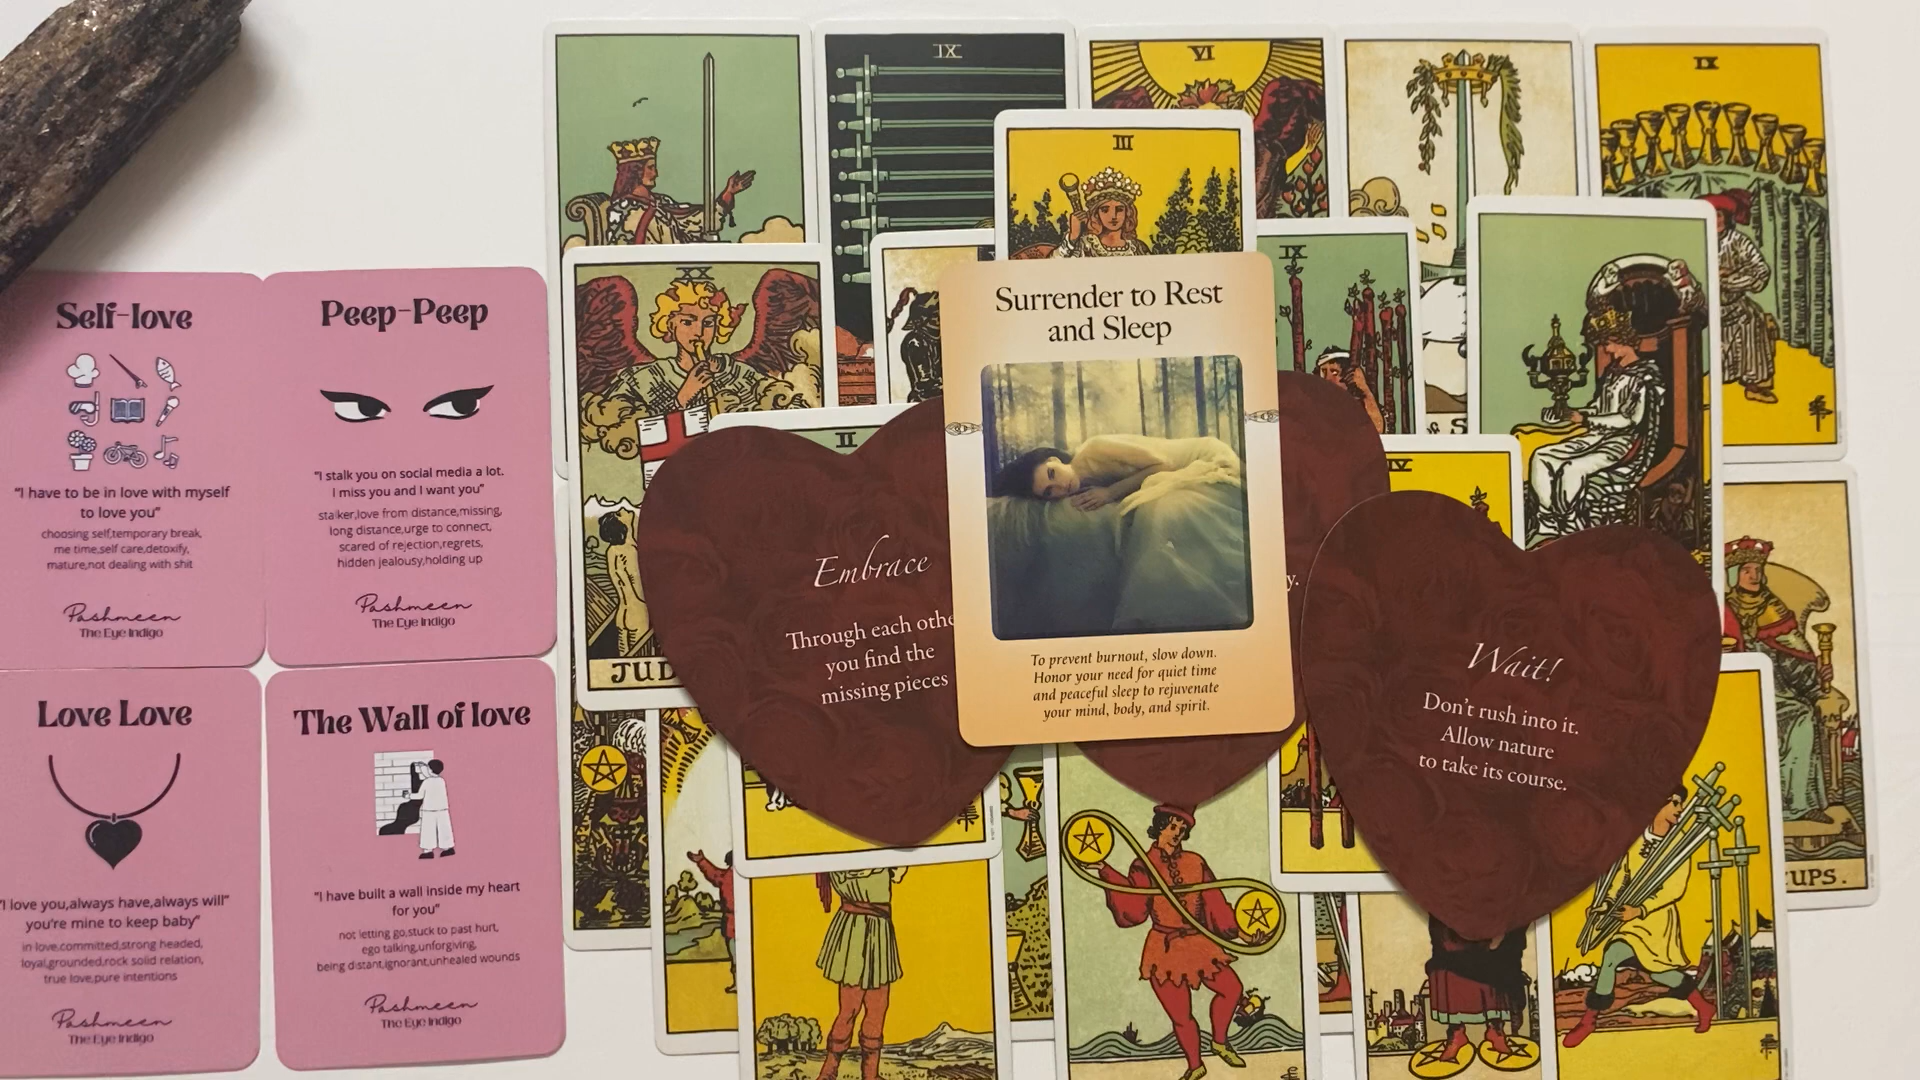 Self-love
"I have to be in love with myself
to love you"
choosing self,temporary break,
me time,self care,detoxify,
mature,not dealing with shit
Pashmeen
The Eye Indigo
Peep-Peep
"I stalk you on social media a lot.
I miss you and I want you"
stalker,love from distance,missing,
long distance,urge to connect,
scared of rejection,regrets,
hidden jealousy,holding up
Pashmeen
The Eye Indigo
Love Love
"I love you,always have,always will"
you're mine to keep baby"
in love,committed,strong headed,
loyal,grounded,rock solid relation,
true love,pure intentions
Pashmeen
The Eye Indigo
The Wall of love
"I have built a wall inside my heart
for you"
not letting go,stuck to past hurt,
ego talking,unforgiving,
being distant,ignorant,unhealed wounds
Pashmeen
The Eye Indigo
IX
VI
IX
III
XX
IX
II
IV
JUD
Embrace
Through each othe
you find the
missing pieces
Surrender to Rest
and Sleep
To prevent burnout, slow down.
Honor your need for quiet time
and peaceful sleep to rejuvenate
your mind, body, and spirit.
y.
Wait!
Don't rush into it.
Allow nature
to take its course.
CUPS.